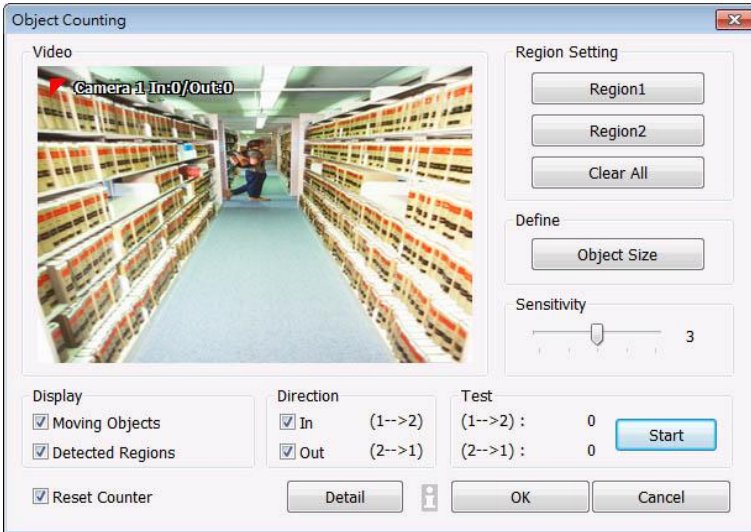 Object Counting
Video
Camera 1 In:0/Out:0
Region Setting
Region1
Region2
Clear All
Define
Object Size
Sensitivity
3
Display
Moving Objects
Detected Regions
Direction
In (1-->2)
Out (2-->1)
Test
(1-->2) : 0
(2-->1) : 0
Start
Reset Counter
Detail
OK
Cancel